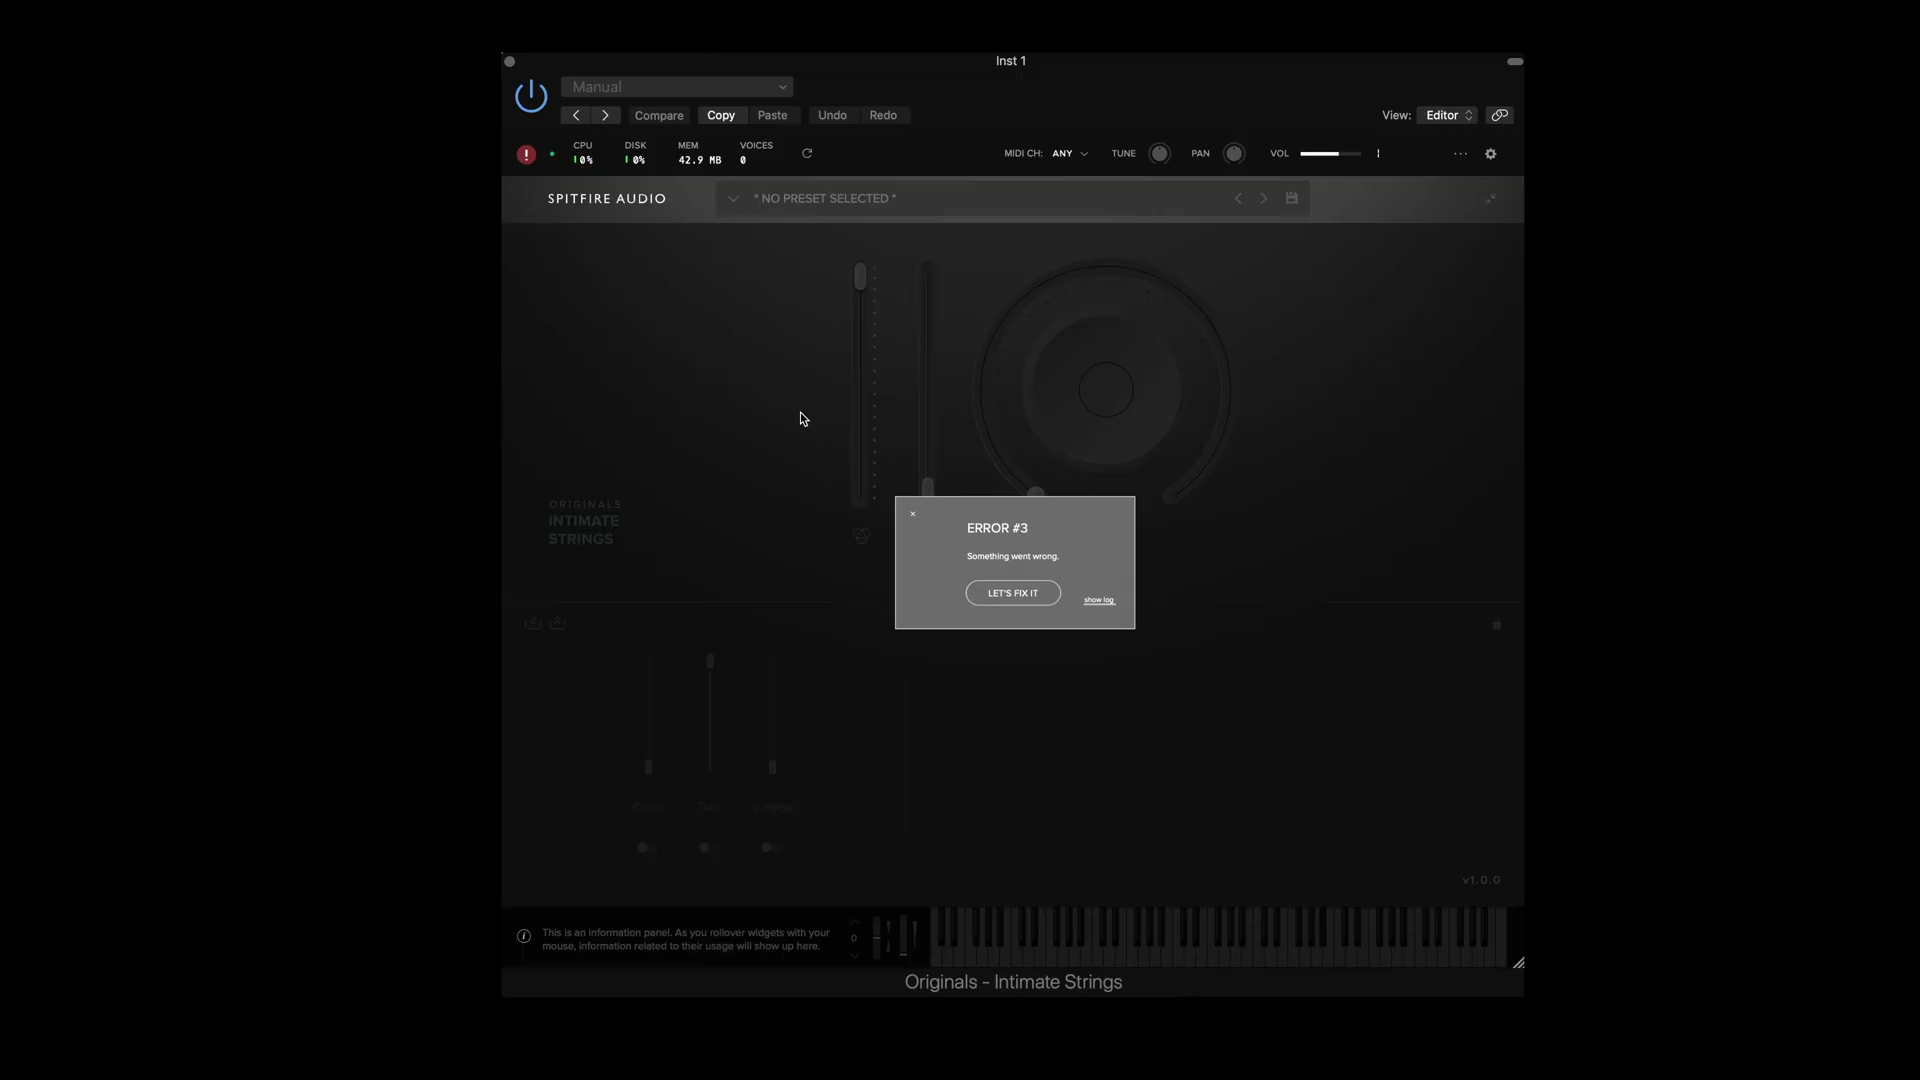 Inst 1
Manual
Compare Copy Paste Undo Redo View: Editor
! CPU DISK MEM VOICES
0% 0% 42.9 MB 0
MIDI CH: ANY TUNE PAN VOL
SPITFIRE AUDIO * NO PRESET SELECTED *
ORIGINALS
INTIMATE
STRINGS
× ERROR #3
Something went wrong.
LET'S FIX IT show log
v1.0.0
i This is an information panel. As you rollover widgets with your
mouse, information related to their usage will show up here.
0
Originals - Intimate Strings